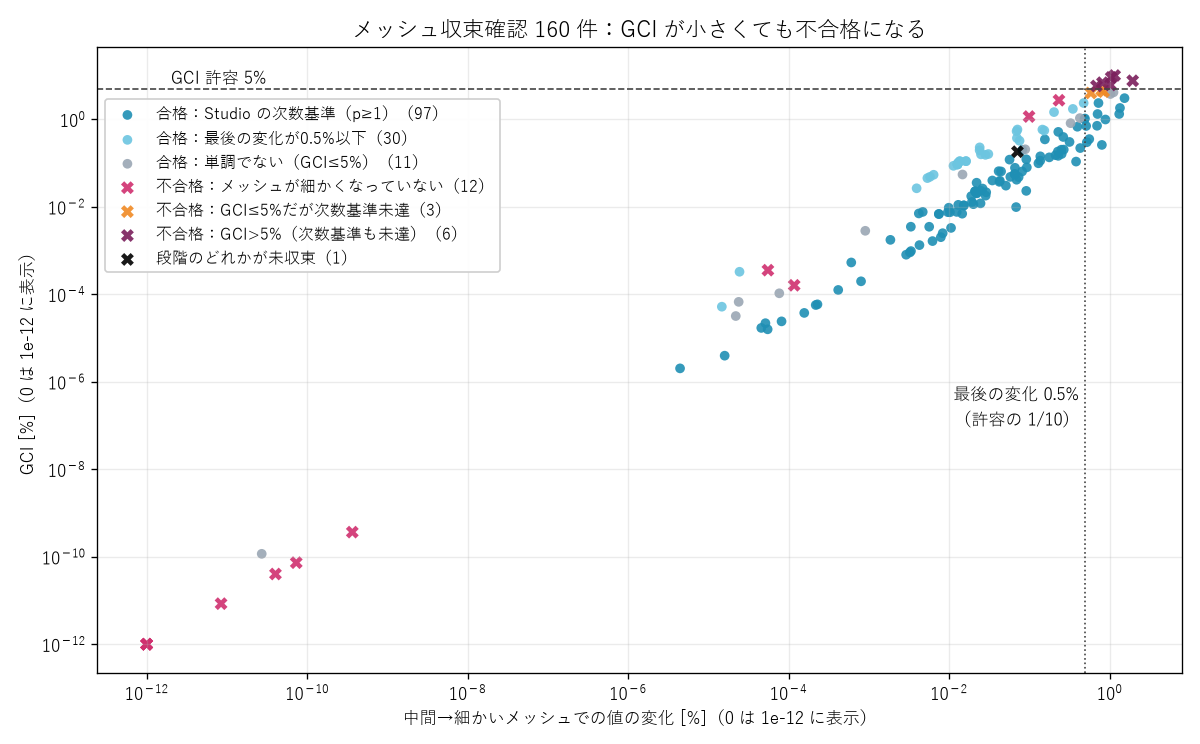 メッシュ収束確認 160 件：GCI が小さくても不合格になる
GCI 許容 5%
合格：Studio の次数基準（p≥1）（97）
合格：最後の変化が0.5%以下（30）
合格：単調でない（GCI≤5%）（11）
不合格：メッシュが細かくなっていない（12）
不合格：GCI≤5%だが次数基準未達（3）
不合格：GCI>5%（次数基準も未達）（6）
段階のどれかが未収束（1）
最後の変化 0.5%
（許容の 1/10）
GCI [%]（0 は 1e-12 に表示）
10⁰
10⁻²
10⁻⁴
10⁻⁶
10⁻⁸
10⁻¹⁰
10⁻¹²
10⁻¹² 10⁻¹⁰ 10⁻⁸ 10⁻⁶ 10⁻⁴ 10⁻² 10⁰
中間→細かいメッシュでの値の変化 [%]（0 は 1e-12 に表示）